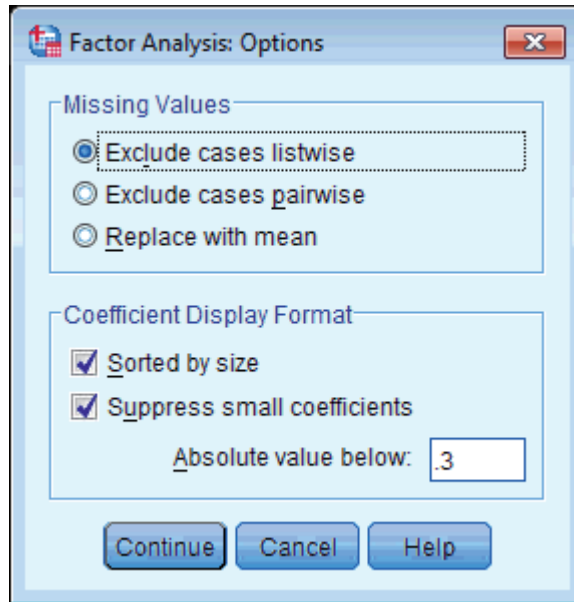 Factor Analysis: Options
Missing Values
Exclude cases listwise
Exclude cases pairwise
Replace with mean
Coefficient Display Format
Sorted by size
Suppress small coefficients
Absolute value below: .3
Continue Cancel Help